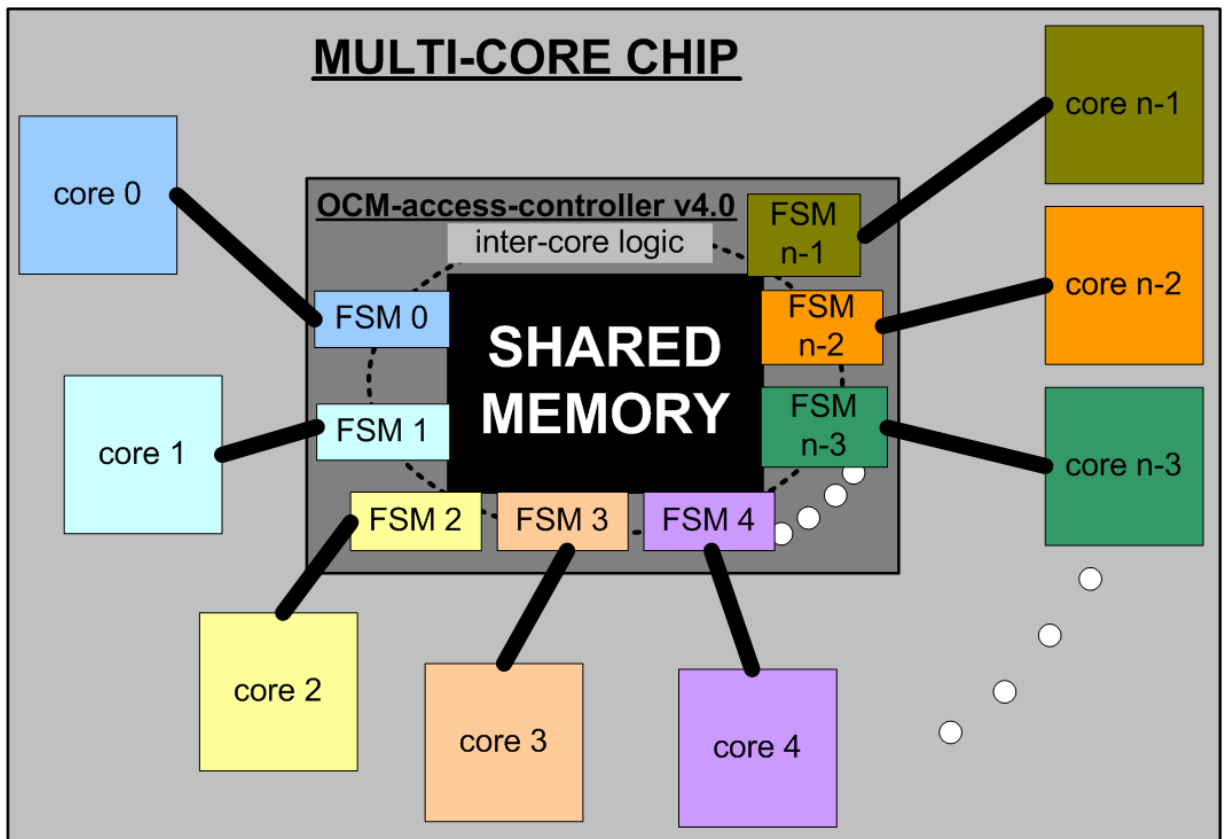 MULTI-CORE CHIP
core 0
core n-1
OCM-access-controller v4.0
inter-core logic
FSM
n-1
core n-2
FSM 0
SHARED
MEMORY
FSM
n-2
FSM 1
FSM
n-3
core 1
core n-3
FSM 2
FSM 3
FSM 4
core 2
core 3
core 4